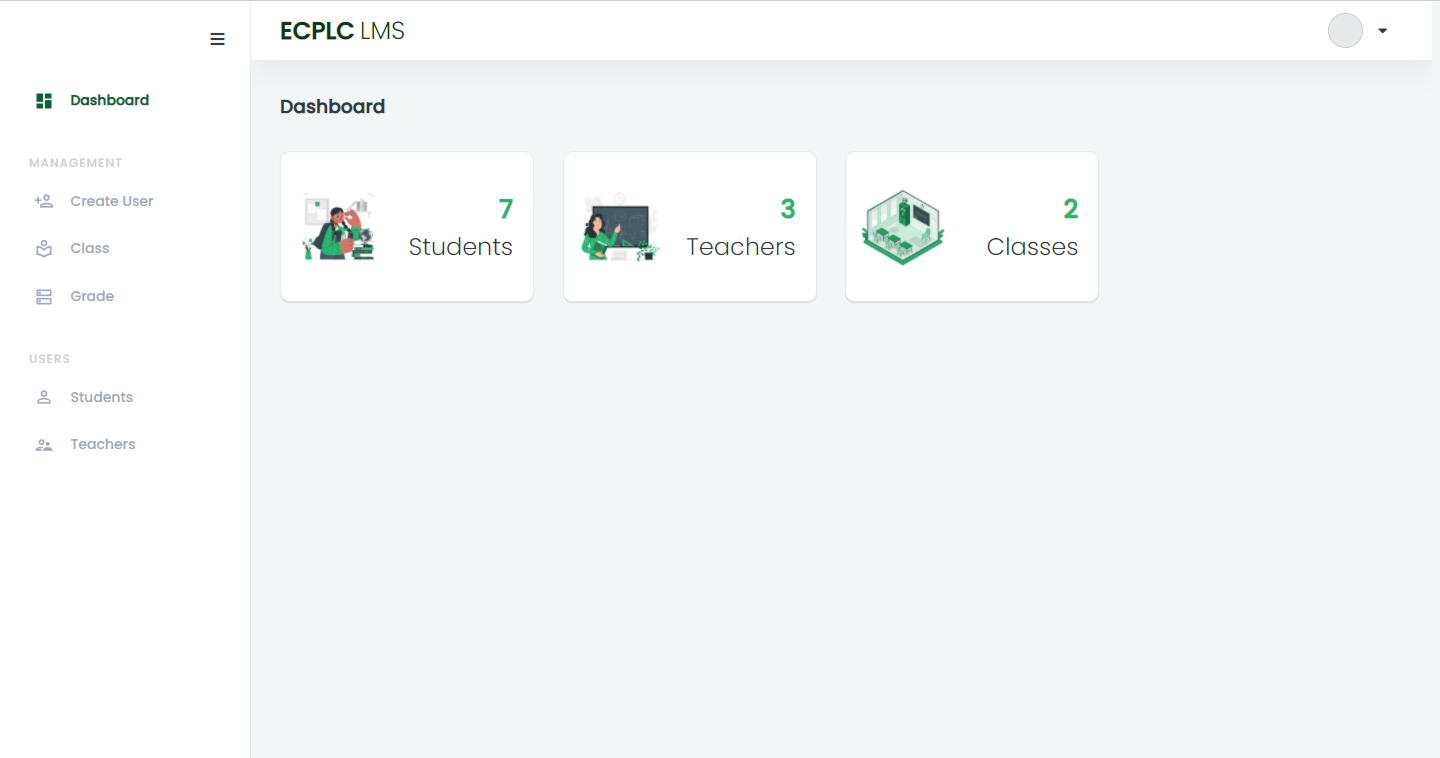 ECPLC LMS
Dashboard
MANAGEMENT
Create User
Class
Grade
USERS
Students
Teachers
Dashboard
7
Students
3
Teachers
2
Classes